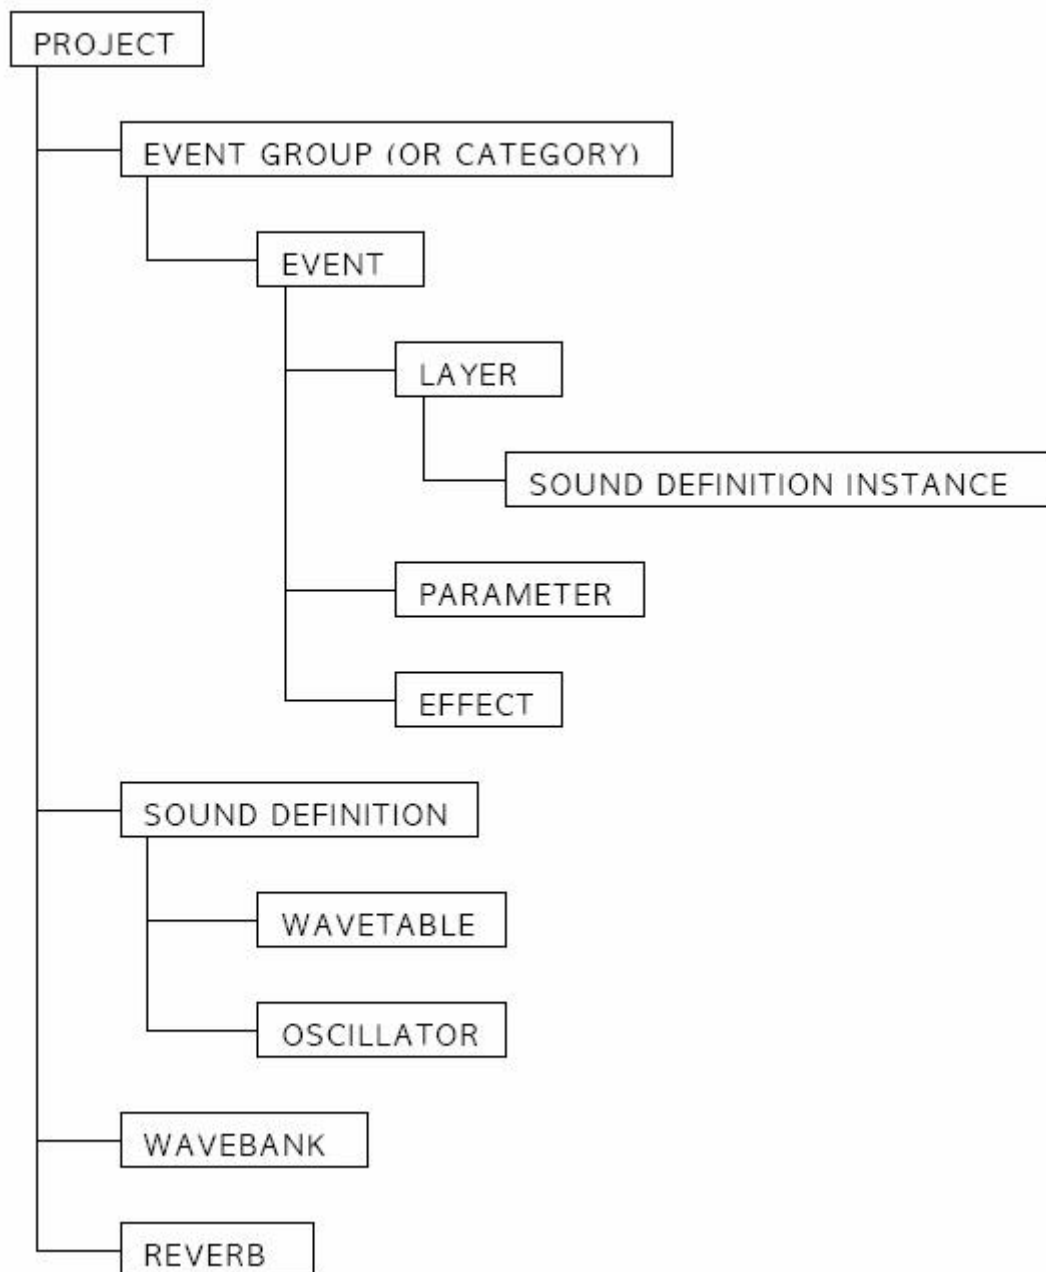 PROJECT
EVENT GROUP (OR CATEGORY)
EVENT
LAYER
SOUND DEFINITION INSTANCE
PARAMETER
EFFECT
SOUND DEFINITION
WAVETABLE
OSCILLATOR
WAVEBANK
REVERB